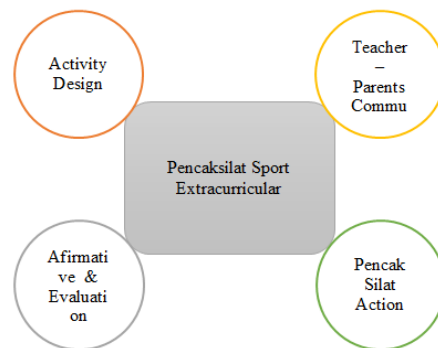 Activity
Design
Teacher
–
Parents
Commu
Pencaksilat Sport
Extracurricular
Afirmati
ve & 
Evaluati
on
Pencak
Silat
Action